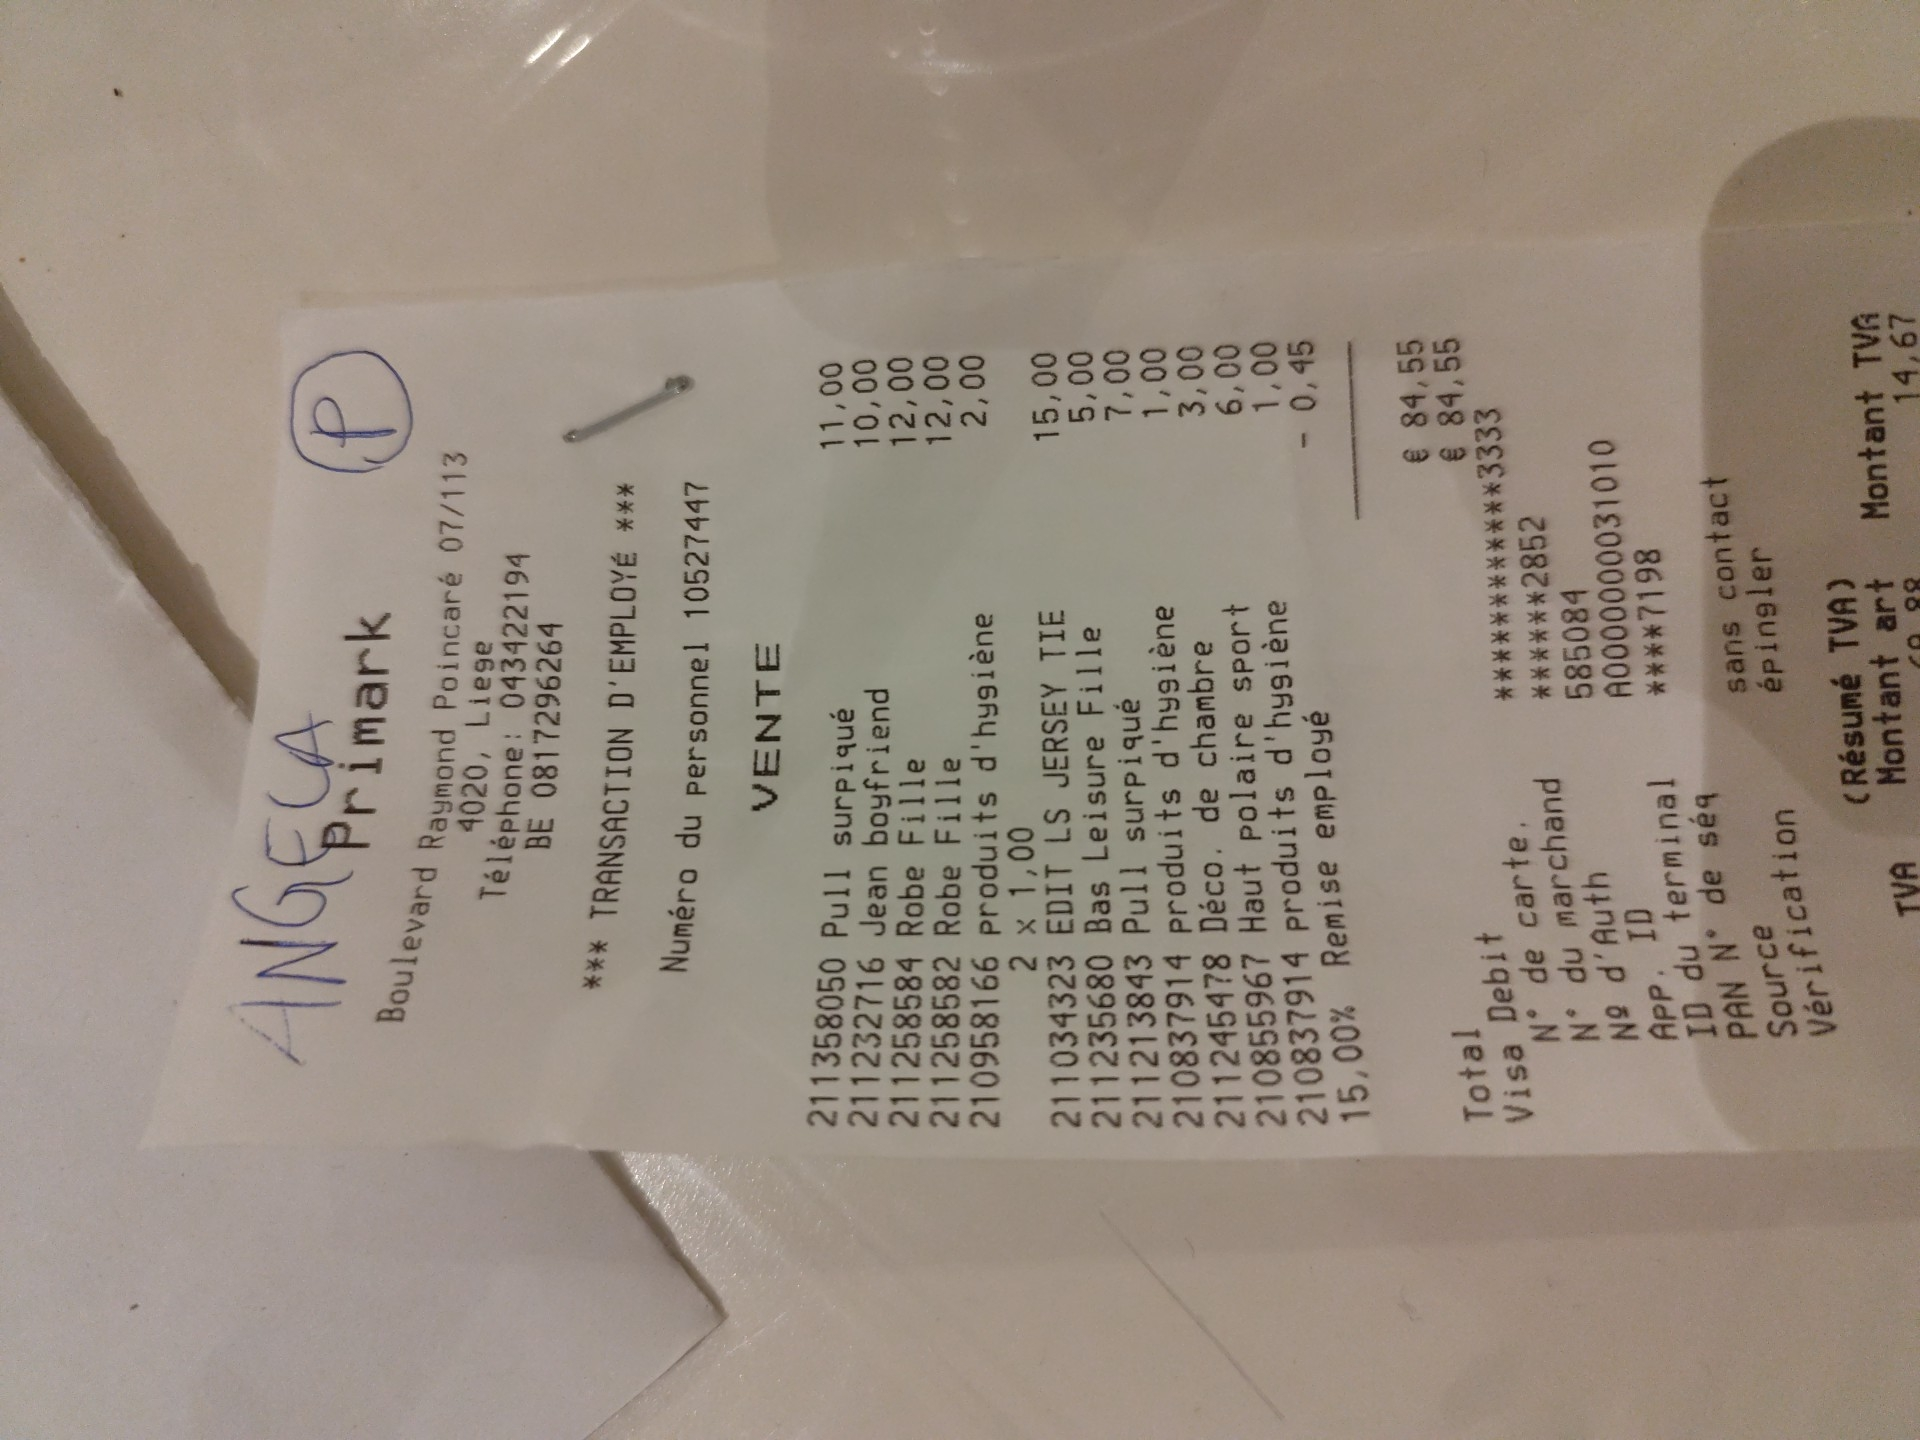 ANGELA
P
Primark
Boulevard Raymond Poincaré 07/113
4020, Liege
Téléphone: 043422194
BE 0817296264
*** TRANSACTION D'EMPLOYÉ ***
Numéro du personnel 10527447
VENTE
211358050 Pull surpiqué 11,00
211232716 Jean boyfriend 10,00
211258584 Robe Fille 12,00
211258582 Robe Fille 12,00
210958166 produits d'hygiène 2,00
2 x 1,00
211034323 EDIT LS JERSEY TIE 15,00
211235680 Bas Leisure Fille 5,00
211213843 Pull surpiqué 7,00
210837914 produits d'hygiène 1,00
211245478 Déco. de chambre 3,00
210855967 Haut polaire sport 6,00
210837914 produits d'hygiène 1,00
15,00% Remise employé - 0,45
Total € 84,55
Visa Debit € 84,55
N° de carte. ************3333
N° du marchand ******2852
Nº d'Auth 585084
APP. ID A0000000031010
ID du terminal ****7198
PAN N° de séq
Source sans contact
Vérification épingler
(Résumé TVA)
TVA Montant art Montant TVA
14,67